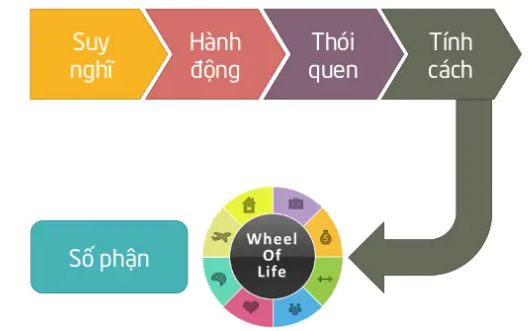 Suy
nghĩ
Hành
động
Thói
quen
Tính
cách
Số phận
Wheel
Of
Life